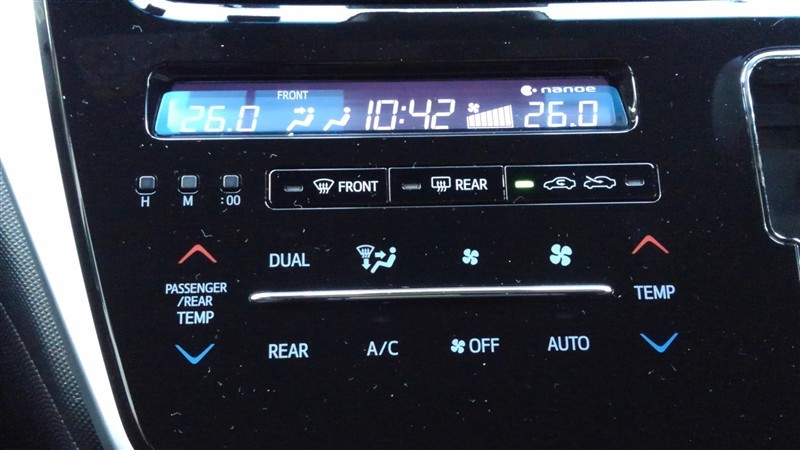 nanoe
FRONT
26.0 10:42 26.0
FRONT REAR
H M :00
DUAL
PASSENGER
/REAR
TEMP
TEMP
REAR A/C OFF AUTO